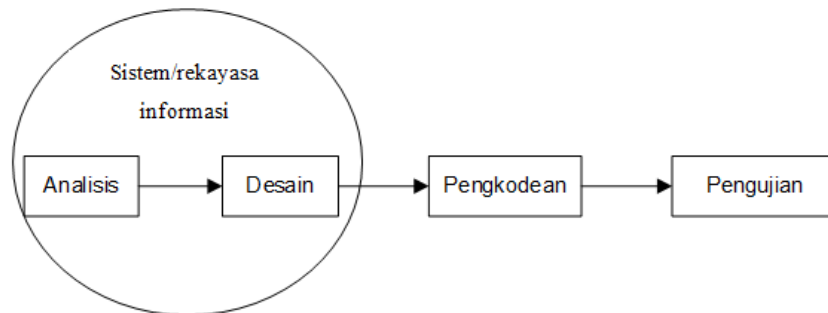 Sistem/rekayasa
informasi
Analisis
Desain
Pengkodean
Pengujian